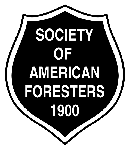 SOCIETY
OF
AMERICAN
FORESTERS
1900